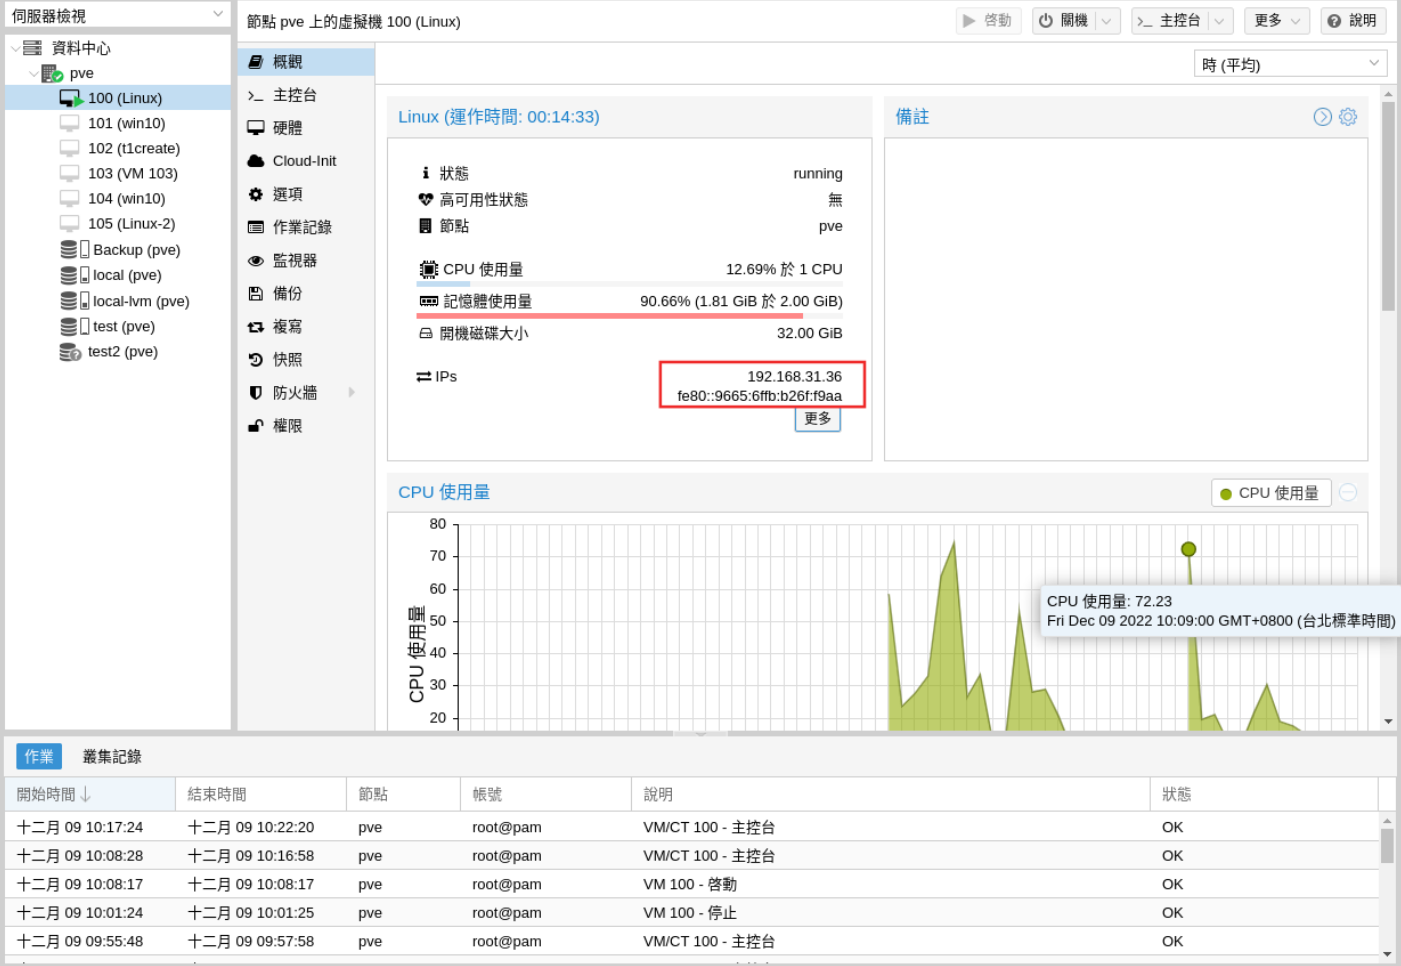 伺服器檢視
資料中心
pve
100 (Linux)
101 (win10)
102 (t1create)
103 (VM 103)
104 (win10)
105 (Linux-2)
Backup (pve)
local (pve)
local-lvm (pve)
test (pve)
test2 (pve)
節點 pve 上的虛擬機 100 (Linux)
啓動
關機
主控台
更多
說明
概觀
主控台
硬體
Cloud-Init
選項
作業記錄
監視器
備份
複寫
快照
防火牆
權限
時 (平均)
Linux (運作時間: 00:14:33)
狀態 running
高可用性狀態 無
節點 pve
CPU 使用量 12.69% 於 1 CPU
記憶體使用量 90.66% (1.81 GiB 於 2.00 GiB)
開機磁碟大小 32.00 GiB
IPs 192.168.31.36
fe80::9665:6ffb:b26f:f9aa
更多
備註
CPU 使用量
CPU 使用量
80
70
60
50
40
30
20
CPU 使用量
CPU 使用量: 72.23
Fri Dec 09 2022 10:09:00 GMT+0800 (台北標準時間)
作業 叢集記錄
開始時間 結束時間 節點 帳號 說明 狀態
十二月 09 10:17:24 十二月 09 10:22:20 pve root@pam VM/CT 100 - 主控台 OK
十二月 09 10:08:28 十二月 09 10:16:58 pve root@pam VM/CT 100 - 主控台 OK
十二月 09 10:08:17 十二月 09 10:08:17 pve root@pam VM 100 - 啓動 OK
十二月 09 10:01:24 十二月 09 10:01:25 pve root@pam VM 100 - 停止 OK
十二月 09 09:55:48 十二月 09 09:57:58 pve root@pam VM/CT 100 - 主控台 OK